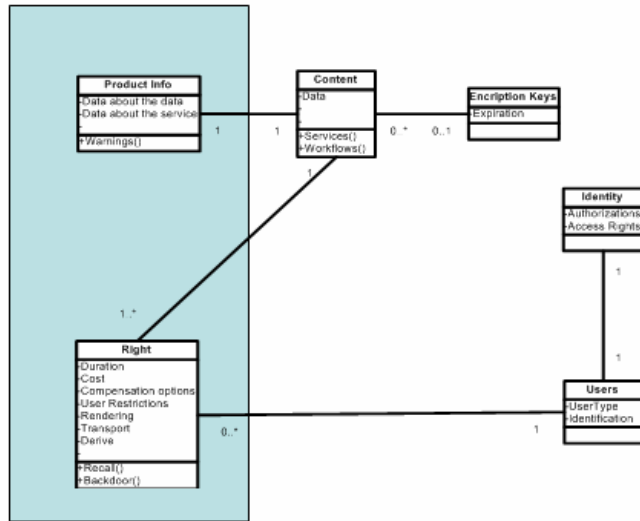 Product Info
-Data about the data
-Data about the service
-
+Warnings()
1
1
Content
-Data
-
-
+Services()
+Workflows()
0..*
0..1
Encription Keys
-Expiration
1
1..*
Identity
-Authorizations
-Access Rights
1
1
Right
-Duration
-Cost
-Compensation options
-User Restrictions
-Rendering
-Transport
-Derive
-
+Recall()
+Backdoor()
0..*
1
Users
-UserType
-Identification